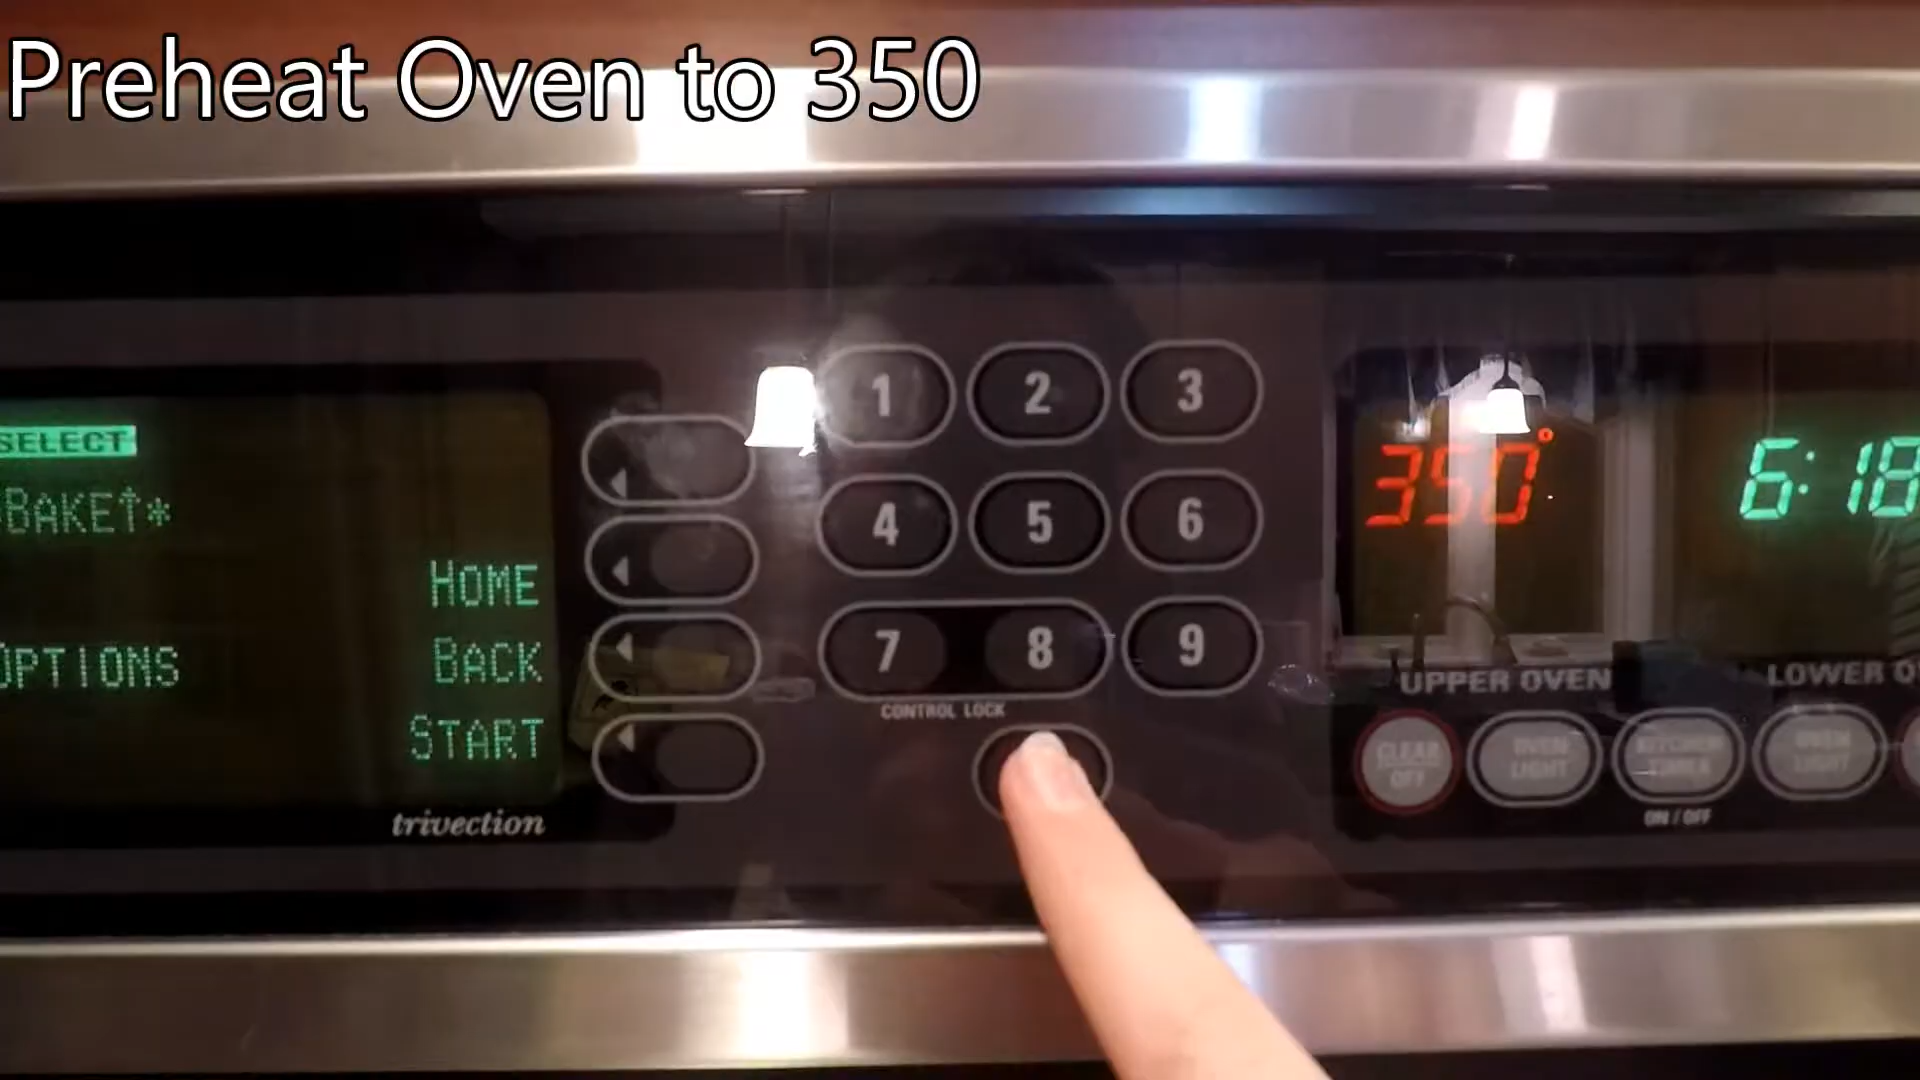 Preheat Oven to 350
SELECT
BAKE†*
HOME
OPTIONS
BACK
START
trivection
1 2 3
4 5 6
7 8 9
CONTROL LOCK
350°
6:18
UPPER OVEN
LOWER
CLEAR
OFF
OVEN
LIGHT
KITCHEN
TIMER
ON / OFF
OVEN
LIGHT